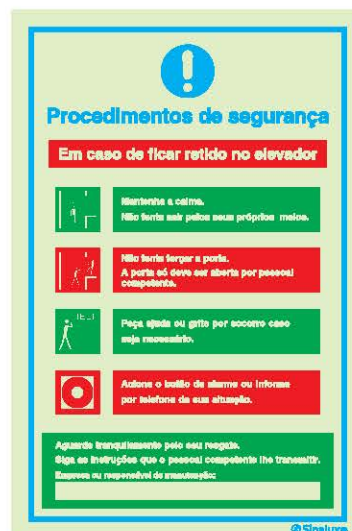 Procedimentos de segurança
Em caso de ficar retido no elevador
Mantenha a calma.
Não tente sair pelos seus próprios meios.
Não tente forçar a porta.
A porta só deve ser aberta por pessoal
competente.
Peça ajuda ou grite por socorro caso
seja necessário.
Acione o botão de alarme ou informe
por telefone da sua situação.
Aguarde tranquilamente pelo seu resgate.
Siga as instruções que o pessoal competente lhe transmitir.
Empresa ou responsável de manutenção:
Sinalux